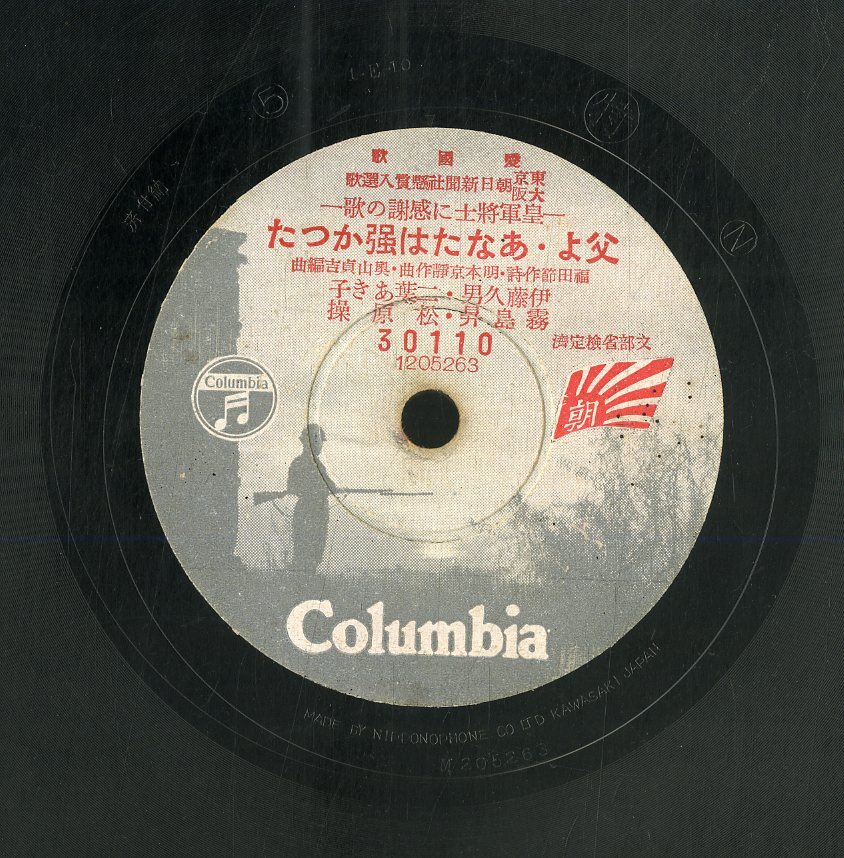 1-E-10
5
N
愛國歌
東京大阪朝日新聞社懸賞入選歌
―皇軍將士に感謝の歌―
父よ・あなたは强かつた
福田節作詩・明本京靜作曲・奥山貞吉編曲
伊藤久男・二葉あき子
霧島昇・松原操
30110
文部省檢定濟
1205263
Columbia
朝
Columbia
MADE BY NIPPONOPHONE CO LTD KAWASAKI JAPAN
M205263